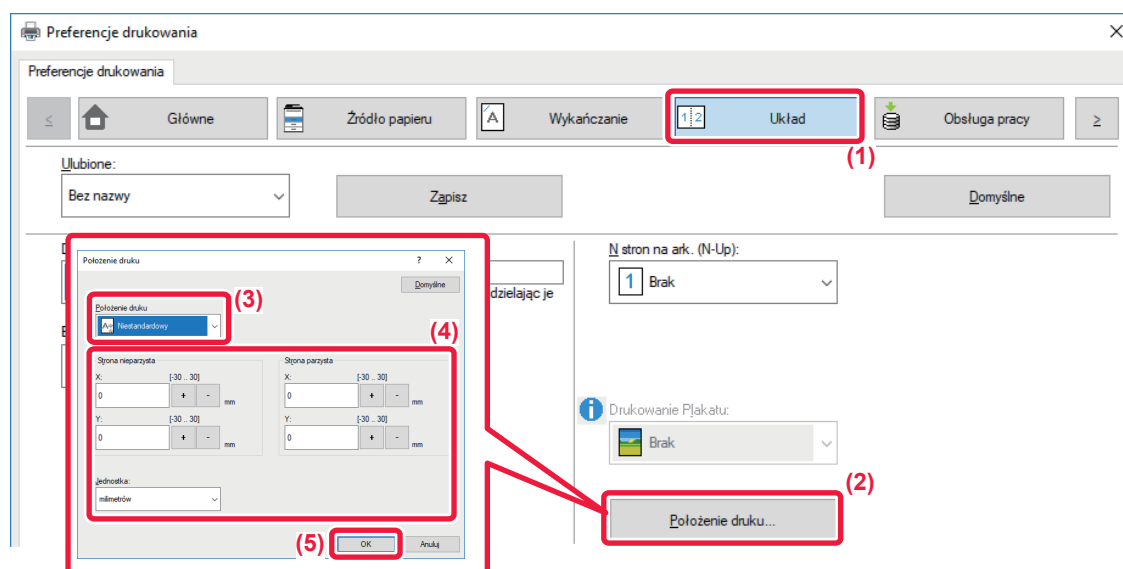 Preferencje drukowania
Preferencje drukowania
< Główne Źródło papieru Wykańczanie 1 2 Układ Obsługa pracy >
(1)
Ulubione:
Bez nazwy Zapisz Domyślne
Położenie druku ? ×
Domyślne
Położenie druku (3)
Niestandardowy
(4)
Strona nieparzysta Strona parzysta
X: [-30 .. 30] X: [-30 .. 30]
0 + - mm 0 + - mm
Y: [-30 .. 30] Y: [-30 .. 30]
0 + - mm 0 + - mm
Jednostka:
milimetrów
(5) OK Anuluj
dzielając je
N stron na ark. (N-Up):
1 Brak
Drukowanie Plakatu:
Brak
(2)
Położenie druku...